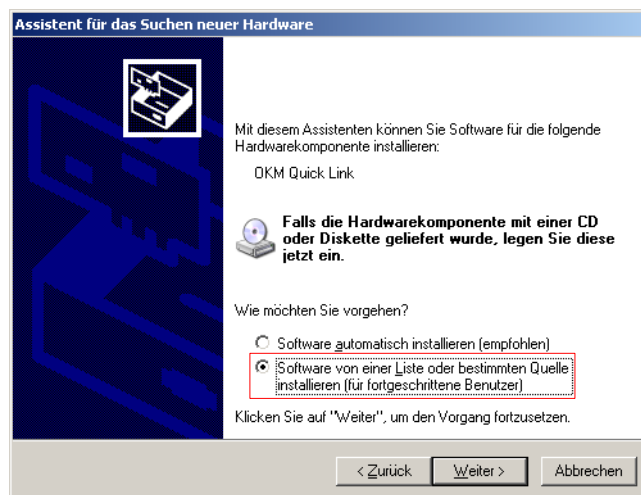 Assistent für das Suchen neuer Hardware
Mit diesem Assistenten können Sie Software für die folgende
Hardwarekomponente installieren:
OKM Quick Link
Falls die Hardwarekomponente mit einer CD
oder Diskette geliefert wurde, legen Sie diese
jetzt ein.
Wie möchten Sie vorgehen?
Software automatisch installieren (empfohlen)
Software von einer Liste oder bestimmten Quelle
installieren (für fortgeschrittene Benutzer)
Klicken Sie auf "Weiter", um den Vorgang fortzusetzen.
< Zurück Weiter > Abbrechen